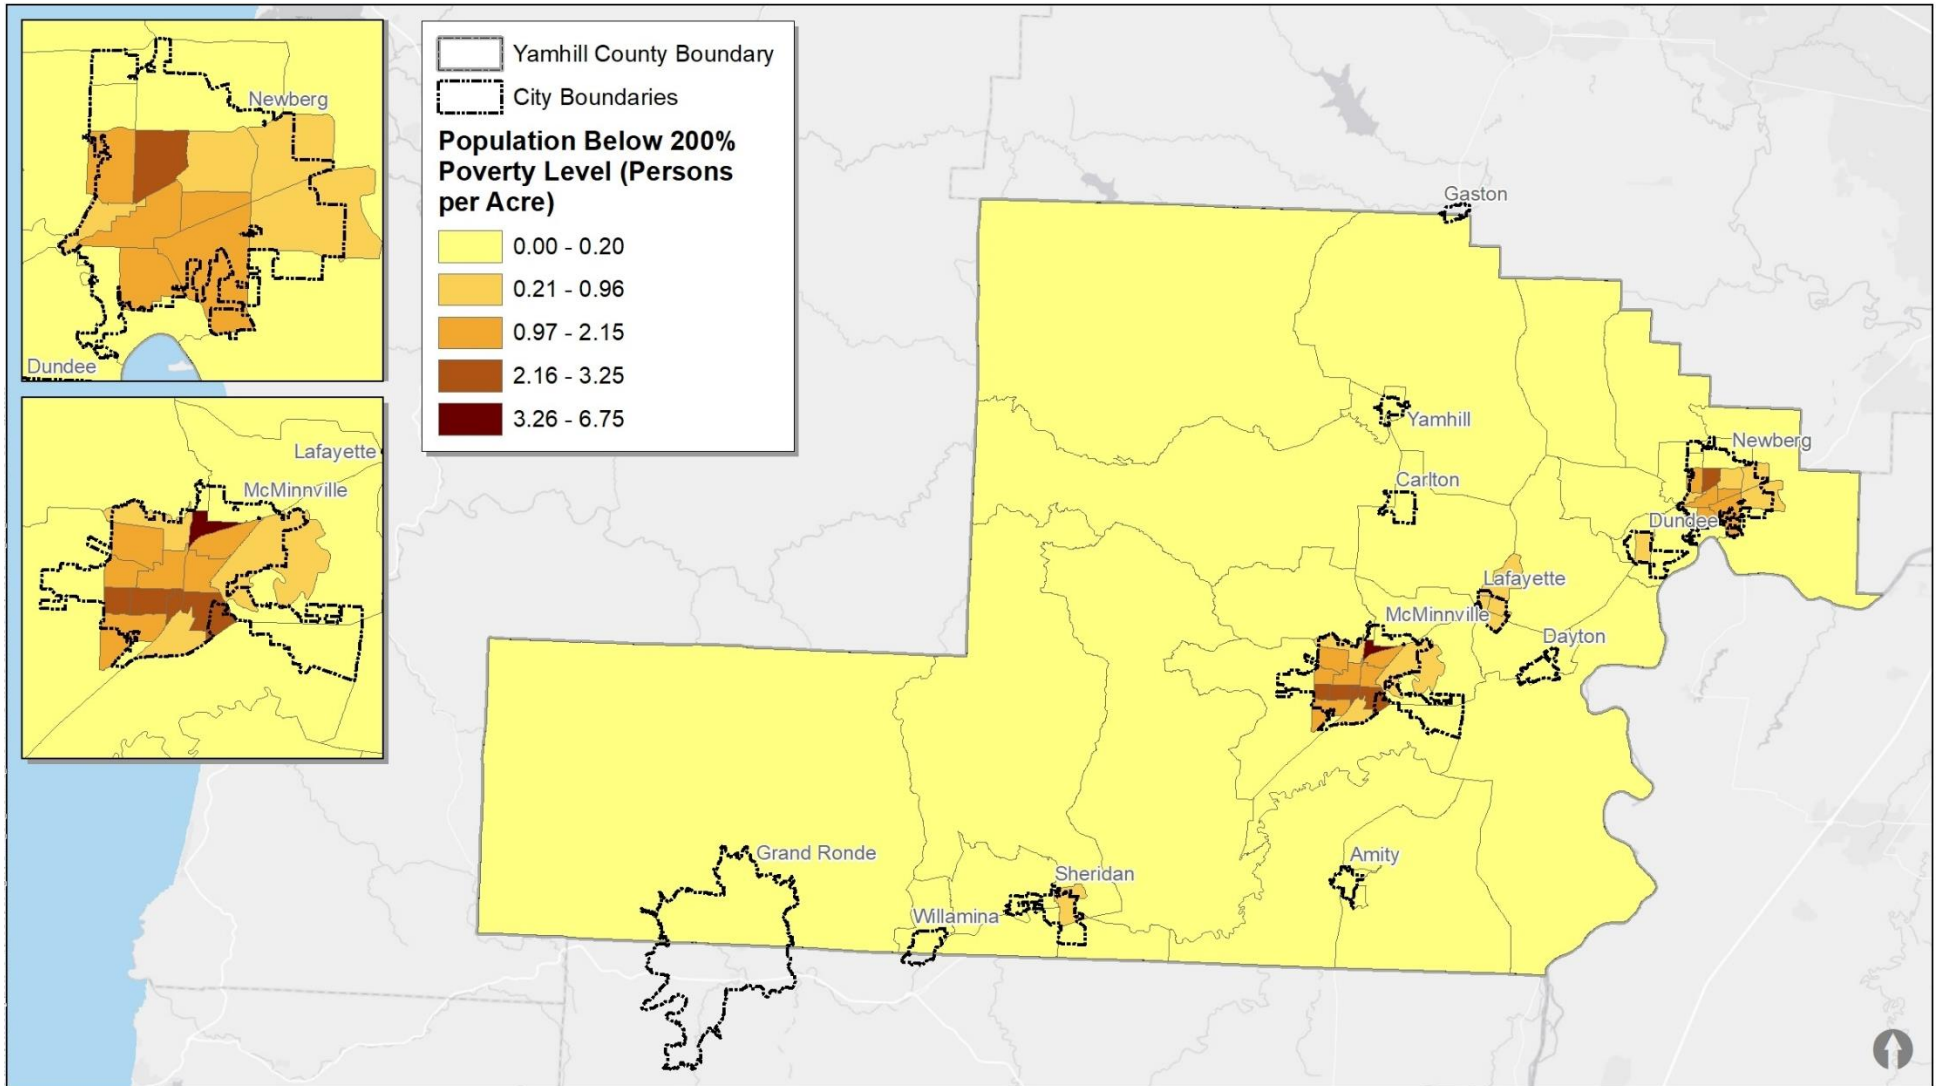 Newberg
Dundee
Lafayette
McMinnville
Yamhill County Boundary
City Boundaries
Population Below 200%
Poverty Level (Persons
per Acre)
0.00 - 0.20
0.21 - 0.96
0.97 - 2.15
2.16 - 3.25
3.26 - 6.75
Gaston
Yamhill
Newberg
Carlton
Dundee
Lafayette
McMinnville
Dayton
Grand Ronde
Amity
Sheridan
Willamina